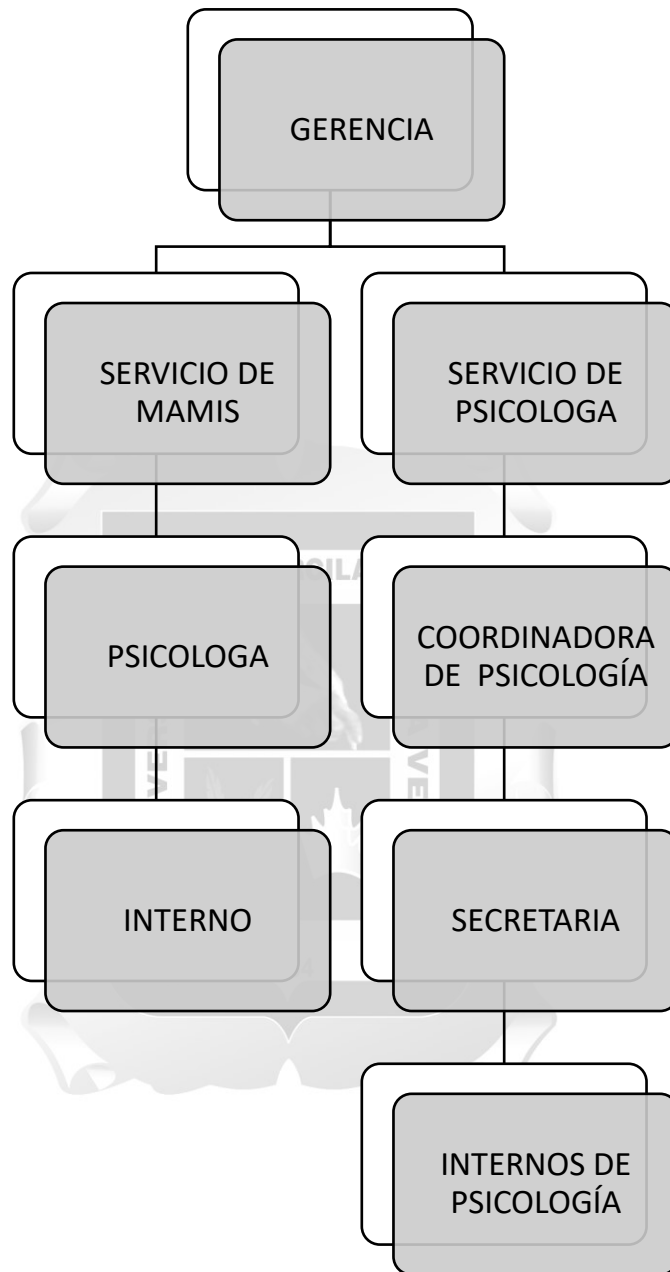 GERENCIA
SERVICIO DE
MAMIS
SERVICIO DE
PSICOLOGA
PSICOLOGA
COORDINADORA
DE PSICOLOGÍA
INTERNO
SECRETARIA
INTERNOS DE
PSICOLOGÍA